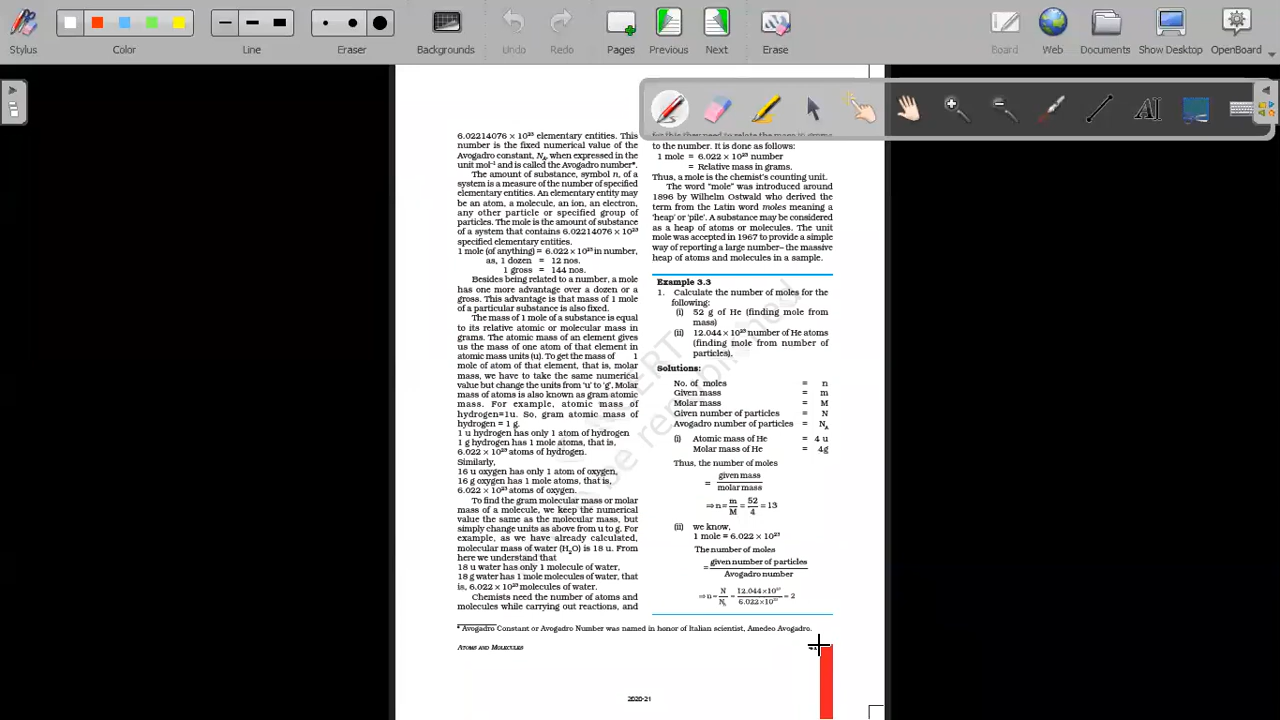 Stylus
Color
Line
Eraser
Backgrounds
Undo
Redo
Pages
Previous
Next
Erase
Board
Web
Documents
Show Desktop
OpenBoard
6.02214076 × 10²³ elementary entities. This
number is the fixed numerical value of the
Avogadro constant, Nₐ, when expressed in the
unit mol⁻¹ and is called the Avogadro number*.
The amount of substance, symbol n, of a
system is a measure of the number of specified
elementary entities. An elementary entity may
be an atom, a molecule, an ion, an electron,
any other particle or specified group of
particles. The mole is the amount of substance
of a system that contains 6.02214076 × 10²³
specified elementary entities.
1 mole (of anything) = 6.022 × 10²³ in number,
as, 1 dozen = 12 nos.
1 gross = 144 nos.
Besides being related to a number, a mole
has one more advantage over a dozen or a
gross. This advantage is that mass of 1 mole
of a particular substance is also fixed.
The mass of 1 mole of a substance is equal
to its relative atomic or molecular mass in
grams. The atomic mass of an element gives
us the mass of one atom of that element in
atomic mass units (u). To get the mass of 1
mole of atom of that element, that is, molar
mass, we have to take the same numerical
value but change the units from 'u' to 'g'. Molar
mass of atoms is also known as gram atomic
mass. For example, atomic mass of
hydrogen=1u. So, gram atomic mass of
hydrogen = 1 g.
1 u hydrogen has only 1 atom of hydrogen
1 g hydrogen has 1 mole atoms, that is,
6.022 × 10²³ atoms of hydrogen.
Similarly,
16 u oxygen has only 1 atom of oxygen,
16 g oxygen has 1 mole atoms, that is,
6.022 × 10²³ atoms of oxygen.
To find the gram molecular mass or molar
mass of a molecule, we keep the numerical
value the same as the molecular mass, but
simply change units as above from u to g. For
example, as we have already calculated,
molecular mass of water (H₂O) is 18 u. From
here we understand that
18 u water has only 1 molecule of water,
18 g water has 1 mole molecules of water, that
is, 6.022 × 10²³ molecules of water.
Chemists need the number of atoms and
molecules while carrying out reactions, and
for this they need to relate the mass in grams
to the number. It is done as follows:
1 mole = 6.022 × 10²³ number
= Relative mass in grams.
Thus, a mole is the chemist's counting unit.
The word "mole" was introduced around
1896 by Wilhelm Ostwald who derived the
term from the Latin word moles meaning a
'heap' or 'pile'. A substance may be considered
as a heap of atoms or molecules. The unit
mole was accepted in 1967 to provide a simple
way of reporting a large number– the massive
heap of atoms and molecules in a sample.
Example 3.3
1. Calculate the number of moles for the
following:
(i) 52 g of He (finding mole from
mass)
(ii) 12.044 × 10²³ number of He atoms
(finding mole from number of
particles).
Solutions:
No. of moles = n
Given mass = m
Molar mass = M
Given number of particles = N
Avogadro number of particles = N_A
(i) Atomic mass of He = 4 u
Molar mass of He = 4g
Thus, the number of moles
= given mass / molar mass
⇒ n = m/M = 52/4 = 13
(ii) we know,
1 mole = 6.022 × 10²³
The number of moles
= given number of particles / Avogadro number
⇒ n = N/N_A = 12.044×10²³ / 6.022×10²³ = 2
* Avogadro Constant or Avogadro Number was named in honor of Italian scientist, Amedeo Avogadro.
ATOMS AND MOLECULES
2020-21